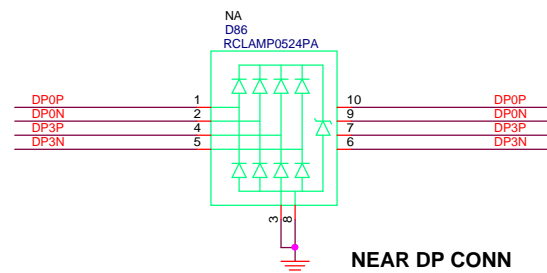 NA
D86
RCLAMP0524PA
DP0P 1 10 DP0P
DP0N 2 9 DP0N
DP3P 4 7 DP3P
DP3N 5 6 DP3N
3 8
NEAR DP CONN